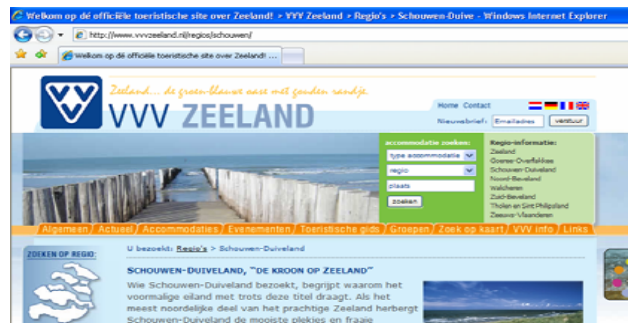 Welkom op dé officiële toeristische site over Zeeland! > VVV Zeeland > Regio's > Schouwen-Duive - Windows Internet Explorer
http://www.vvvzeeland.nl/regios/schouwen/
Welkom op dé officiële toeristische site over Zeeland! ...
Zeeland... de groen-blauwe oase met gouden randje.
VVV
VVV ZEELAND
Home Contact
Nieuwsbrief: Emailadres verstuur
accommodatie zoeken:
type accommodatie
regio
plaats
zoeken
Regio-informatie:
Zeeland
Goeree-Overflakkee
Schouwen-Duiveland
Noord-Beveland
Walcheren
Zuid-Beveland
Tholen en Sint Philipsland
Zeeuws-Vlaanderen
Algemeen / Actueel / Accommodaties / Evenementen / Toeristische gids / Groepen / Zoek op kaart / VVV info / Links
ZOEKEN OP REGIO:
U bezoekt: Regio's > Schouwen-Duiveland
SCHOUWEN-DUIVELAND, "DE KROON OP ZEELAND"
Wie Schouwen-Duiveland bezoekt, begrijpt waarom het
voormalige eiland met trots deze titel draagt. Als het
meest noordelijke deel van het prachtige Zeeland herbergt
Schouwen-Duiveland de mooiste plekjes en fraaie